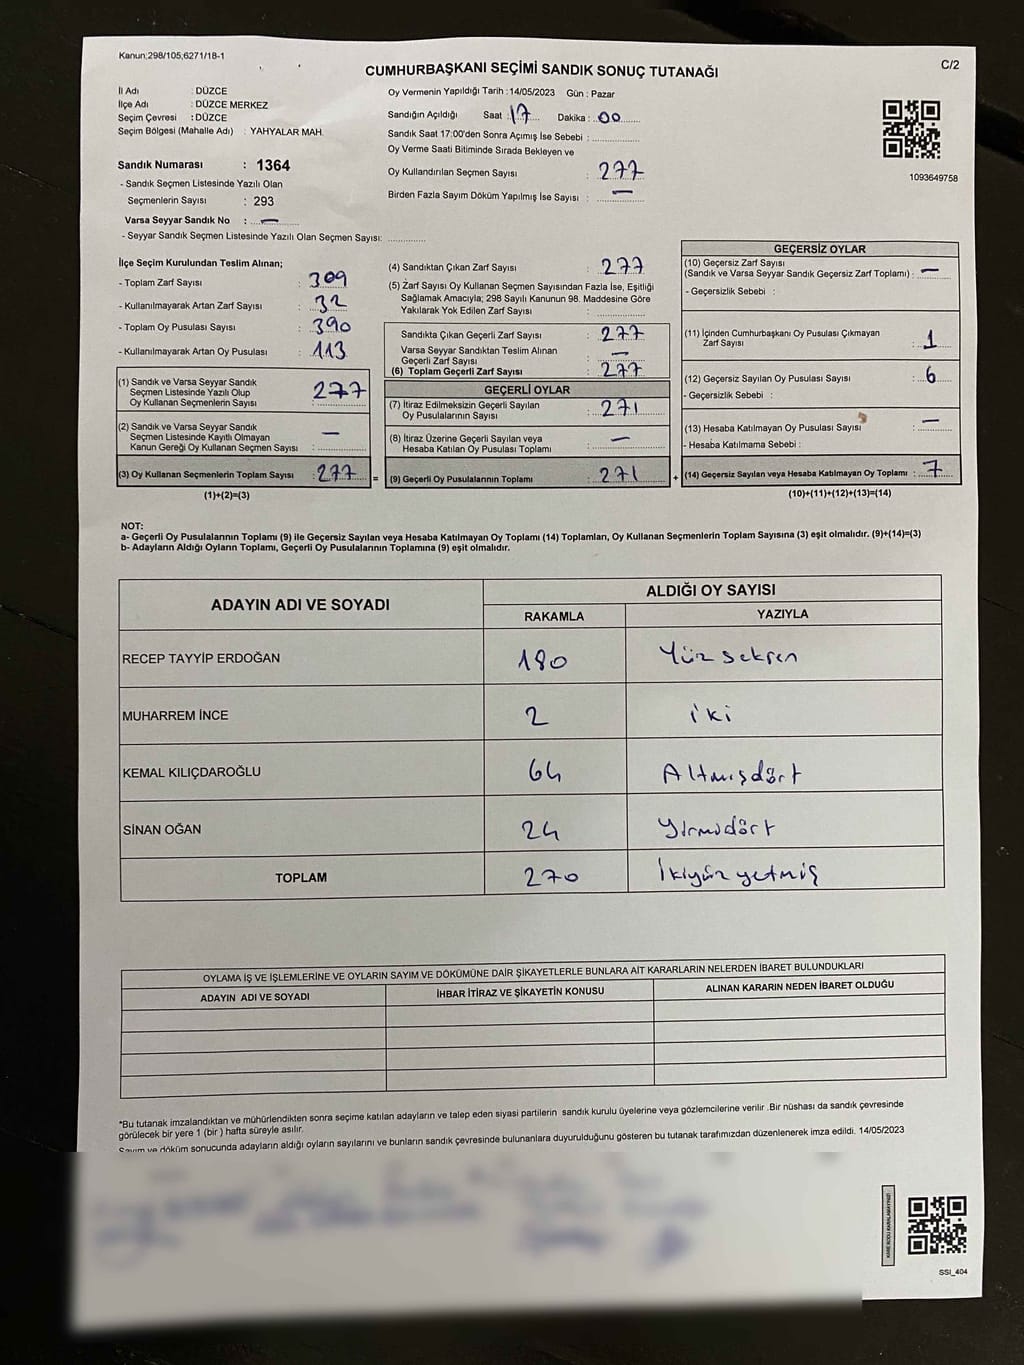 Kanun;298/105;6271/18-1
C/2
CUMHURBAŞKANI SEÇİMİ SANDIK SONUÇ TUTANAĞI
İl Adı : DÜZCE
İlçe Adı : DÜZCE MERKEZ
Seçim Çevresi : DÜZCE
Seçim Bölgesi (Mahalle Adı) : YAHYALAR MAH.
Sandık Numarası : 1364
- Sandık Seçmen Listesinde Yazılı Olan
Seçmenlerin Sayısı : 293
Varsa Seyyar Sandık No : —
- Seyyar Sandık Seçmen Listesinde Yazılı Olan Seçmen Sayısı:
Oy Vermenin Yapıldığı Tarih : 14/05/2023 Gün : Pazar
Sandığın Açıldığı Saat : 17 Dakika : 00
Sandık Saat 17:00'den Sonra Açımış İse Sebebi :
Oy Verme Saati Bitiminde Sırada Bekleyen ve
Oy Kullandırılan Seçmen Sayısı : 277
Birden Fazla Sayım Döküm Yapılmış İse Sayısı : —
1093649758
İlçe Seçim Kurulundan Teslim Alınan;
- Toplam Zarf Sayısı : 309
- Kullanılmayarak Artan Zarf Sayısı : 32
- Toplam Oy Pusulası Sayısı : 390
- Kullanılmayarak Artan Oy Pusulası : 113
(1) Sandık ve Varsa Seyyar Sandık
Seçmen Listesinde Yazılı Olup
Oy Kullanan Seçmenlerin Sayısı : 277
(2) Sandık ve Varsa Seyyar Sandık
Seçmen Listesinde Kayıtlı Olmayan
Kanun Gereği Oy Kullanan Seçmen Sayısı : —
(3) Oy Kullanan Seçmenlerin Toplam Sayısı : 277
(1)+(2)=(3)
(4) Sandıktan Çıkan Zarf Sayısı : 277
(5) Zarf Sayısı Oy Kullanan Seçmen Sayısından Fazla İse, Eşitliği
Sağlamak Amacıyla; 298 Sayılı Kanunun 98. Maddesine Göre
Yakılarak Yok Edilen Zarf Sayısı :
Sandıkta Çıkan Geçerli Zarf Sayısı : 277
Varsa Seyyar Sandıktan Teslim Alınan
Geçerli Zarf Sayısı : —
(6) Toplam Geçerli Zarf Sayısı : 277
GEÇERLİ OYLAR
(7) İtiraz Edilmeksizin Geçerli Sayılan
Oy Pusulalarının Sayısı : 271
(8) İtiraz Üzerine Geçerli Sayılan veya
Hesaba Katılan Oy Pusulası Toplamı : —
= (9) Geçerli Oy Pusulalarının Toplamı : 271
GEÇERSİZ OYLAR
(10) Geçersiz Zarf Sayısı
(Sandık ve Varsa Seyyar Sandık Geçersiz Zarf Toplamı) : —
- Geçersizlik Sebebi :
(11) İçinden Cumhurbaşkanı Oy Pusulası Çıkmayan
Zarf Sayısı : 1
(12) Geçersiz Sayılan Oy Pusulası Sayısı : 6
- Geçersizlik Sebebi :
(13) Hesaba Katılmayan Oy Pusulası Sayısı : —
- Hesaba Katılmama Sebebi :
+ (14) Geçersiz Sayılan veya Hesaba Katılmayan Oy Toplamı : 7
(10)+(11)+(12)+(13)=(14)
NOT:
a- Geçerli Oy Pusulalarının Toplamı (9) ile Geçersiz Sayılan veya Hesaba Katılmayan Oy Toplamı (14) Toplamları, Oy Kullanan Seçmenlerin Toplam Sayısına (3) eşit olmalıdır. (9)+(14)=(3)
b- Adayların Aldığı Oyların Toplamı, Geçerli Oy Pusulalarının Toplamına (9) eşit olmalıdır.
ADAYIN ADI VE SOYADI
ALDIĞI OY SAYISI
RAKAMLA YAZIYLA
RECEP TAYYİP ERDOĞAN 180 Yüz seksen
MUHARREM İNCE 2 iki
KEMAL KILIÇDAROĞLU 64 Altmışdört
SİNAN OĞAN 24 Yirmidört
TOPLAM 270 İkiyüz yetmiş
OYLAMA İŞ VE İŞLEMLERİNE VE OYLARIN SAYIM VE DÖKÜMÜNE DAİR ŞİKAYETLERLE BUNLARA AİT KARARLARIN NELERDEN İBARET BULUNDUKLARI
ADAYIN ADI VE SOYADI İHBAR İTİRAZ VE ŞİKAYETİN KONUSU ALINAN KARARIN NEDEN İBARET OLDUĞU
*Bu tutanak imzalandıktan ve mühürlendikten sonra seçime katılan adayların ve talep eden siyasi partilerin sandık kurulu üyelerine veya gözlemcilerine verilir .Bir nüshası da sandık çevresinde
görülecek bir yere 1 (bir ) hafta süreyle asılır.
Sayım ve döküm sonucunda adayların aldığı oyların sayılarını ve bunların sandık çevresinde bulunanlara duyurulduğunu gösteren bu tutanak tarafımızdan düzenlenerek imza edildi. 14/05/2023
KARE KODU KARALAMAYINIZ!
SSI_404